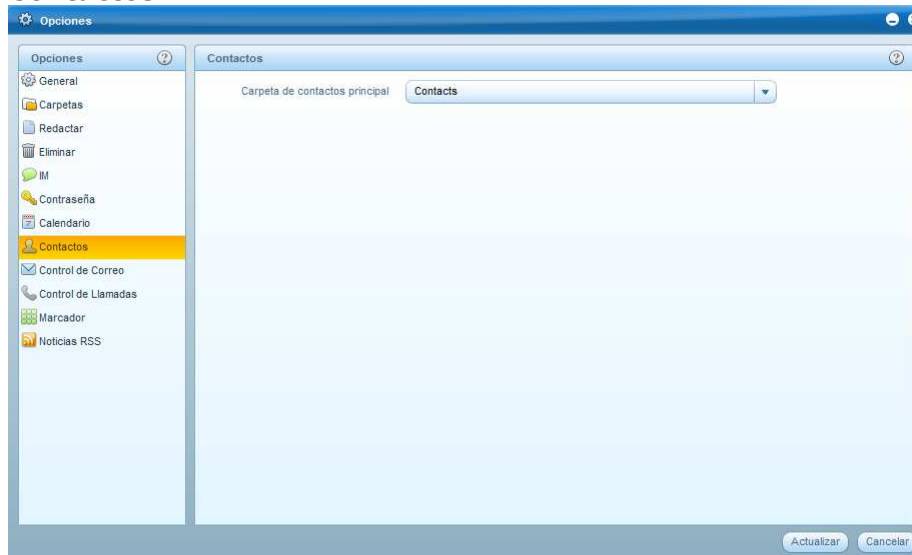 Opciones
Opciones
General
Carpetas
Redactar
Eliminar
IM
Contraseña
Calendario
Contactos
Control de Correo
Control de Llamadas
Marcador
Noticias RSS
Contactos
Carpeta de contactos principal
Contacts
Actualizar
Cancelar